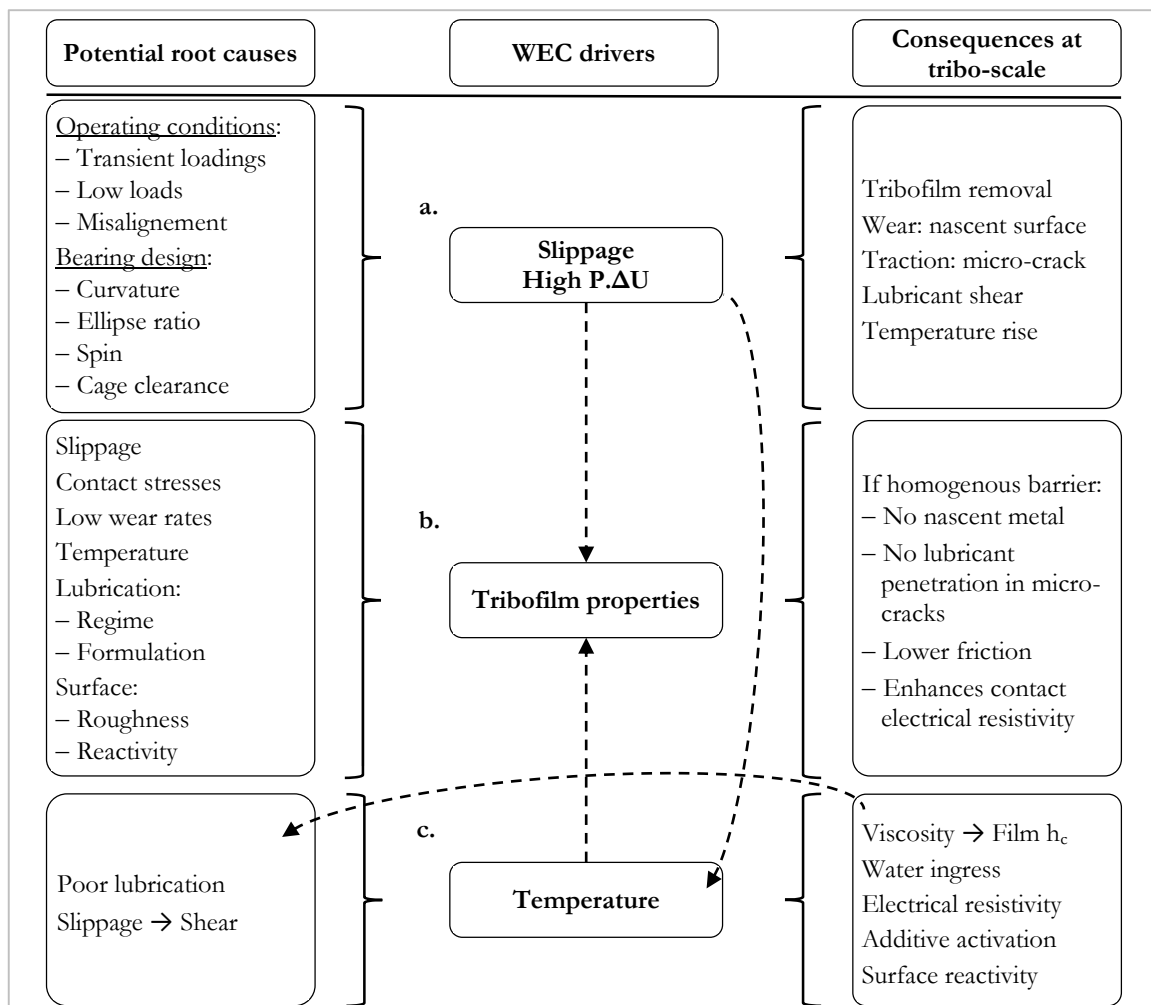 Potential root causes
WEC drivers
Consequences at
tribo-scale
Operating conditions:
– Transient loadings
– Low loads
– Misalignement
Bearing design:
– Curvature
– Ellipse ratio
– Spin
– Cage clearance
a.
Slippage
High P.ΔU
Tribofilm removal
Wear: nascent surface
Traction: micro-crack
Lubricant shear
Temperature rise
Slippage
Contact stresses
Low wear rates
Temperature
Lubrication:
– Regime
– Formulation
Surface:
– Roughness
– Reactivity
b.
Tribofilm properties
If homogenous barrier:
– No nascent metal
– No lubricant
penetration in micro-
cracks
– Lower friction
– Enhances contact
electrical resistivity
Poor lubrication
Slippage → Shear
c.
Temperature
Viscosity → Film hc
Water ingress
Electrical resistivity
Additive activation
Surface reactivity